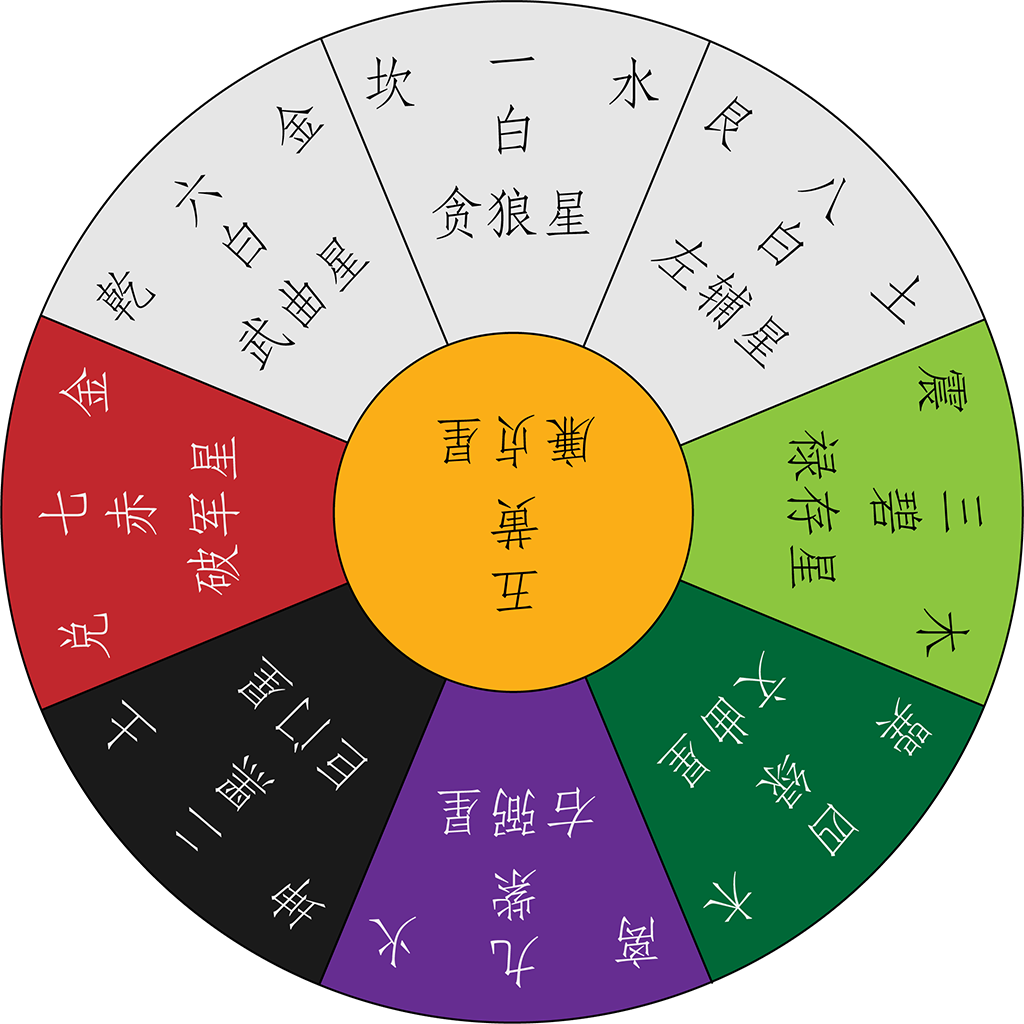 坎 一 水
白
贪狼星
艮 八 土
白
左辅星
震 三 木
碧
禄存星
巽 四 木
绿
文曲星
离 九 火
紫
右弼星
坤 二 土
黑
巨门星
兑 七 金
赤
破军星
乾 六 金
白
武曲星
五
黄
廉贞星